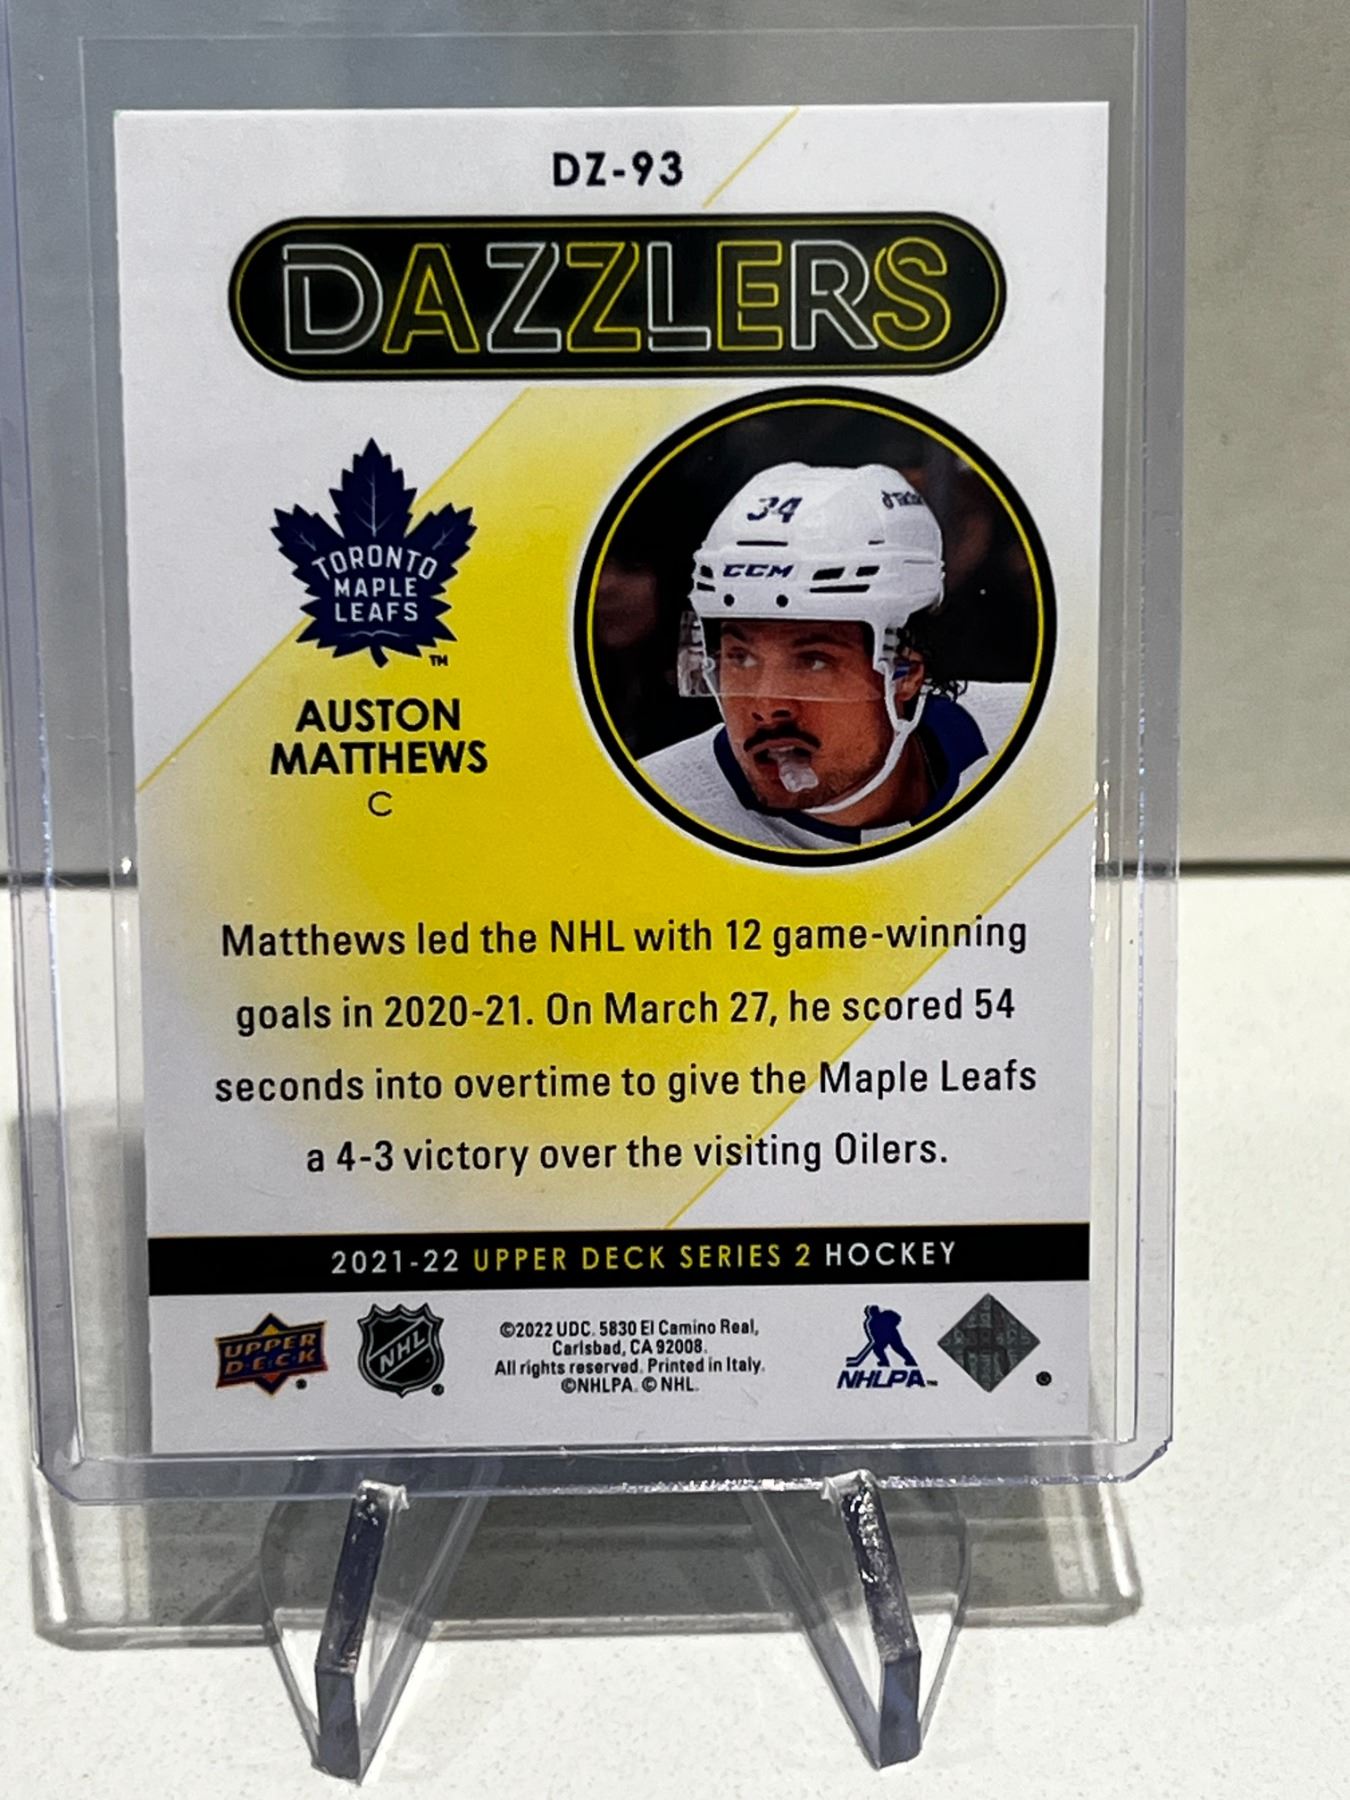 DZ-93
DAZZLERS
34
CCM
TORONTO
MAPLE
LEAFS
TM
AUSTON
MATTHEWS
C
Matthews led the NHL with 12 game-winning
goals in 2020-21. On March 27, he scored 54
seconds into overtime to give the Maple Leafs
a 4-3 victory over the visiting Oilers.
2021-22 UPPER DECK SERIES 2 HOCKEY
UPPER
D·E·C·K
NHL
©2022 UDC. 5830 El Camino Real,
Carlsbad, CA 92008.
All rights reserved. Printed in Italy.
©NHLPA. © NHL.
NHLPA™